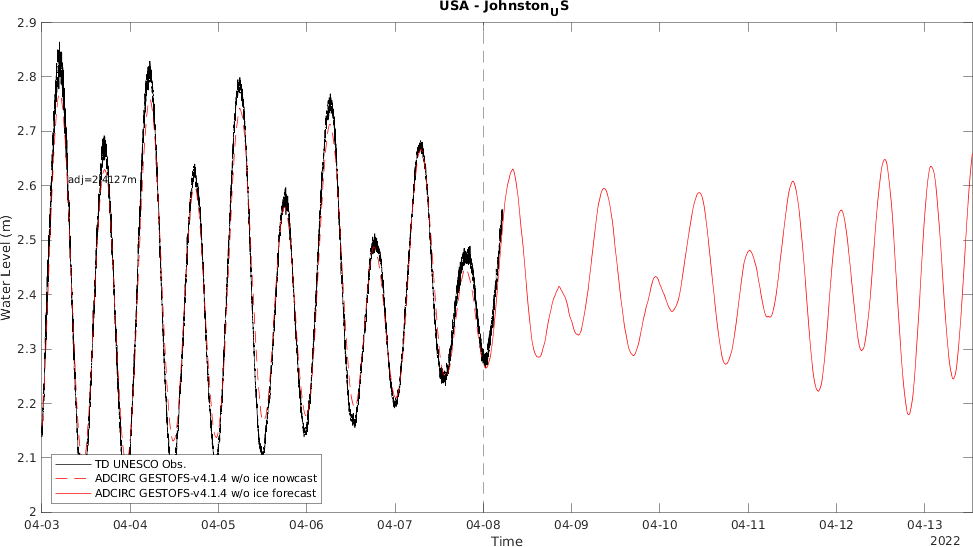 USA - Johnston_US
2.9
2.8
2.7
2.6
2.5
2.4
2.3
2.2
2.1
2
Water Level (m)
adj=2.4127m
TD UNESCO Obs.
ADCIRC GESTOFS-v4.1.4 w/o ice nowcast
ADCIRC GESTOFS-v4.1.4 w/o ice forecast
04-03 04-04 04-05 04-06 04-07 04-08 04-09 04-10 04-11 04-12 04-13
Time
2022